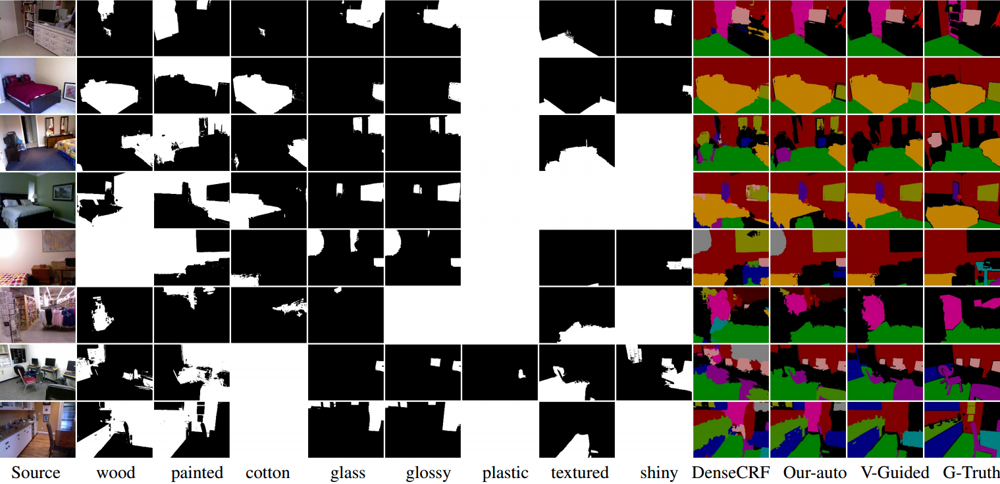 Source wood painted cotton glass glossy plastic textured shiny DenseCRF Our-auto V-Guided G-Truth